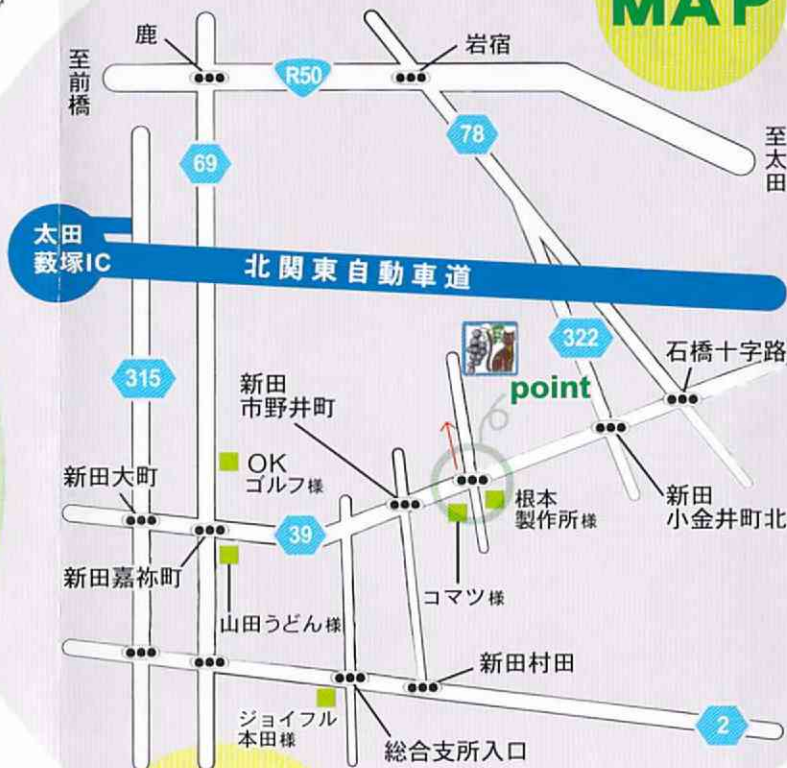 MAP
鹿
岩宿
至前橋
R50
78
至太田
69
太田
藪塚IC
北関東自動車道
322
石橋十字路
315
新田
市野井町
point
OK
ゴルフ様
新田大町
39
根本
製作所様
新田
小金井町北
新田嘉祢町
コマツ様
山田うどん様
新田村田
ジョイフル
本田様
総合支所入口
2